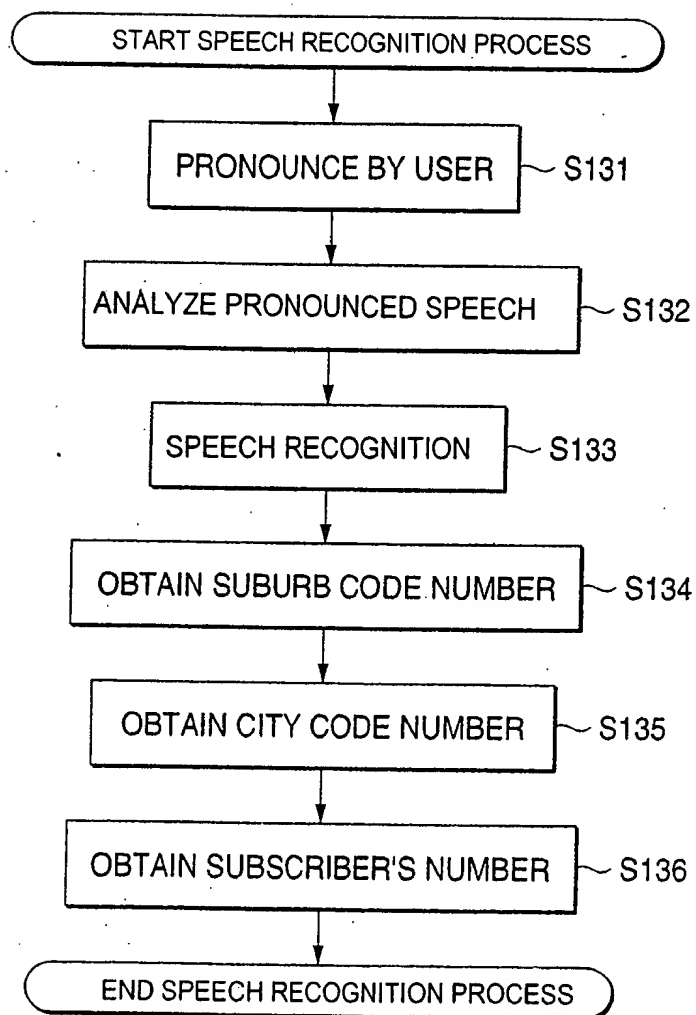 START SPEECH RECOGNITION PROCESS
PRONOUNCE BY USER
S131
ANALYZE PRONOUNCED SPEECH
S132
SPEECH RECOGNITION
S133
OBTAIN SUBURB CODE NUMBER
S134
OBTAIN CITY CODE NUMBER
S135
OBTAIN SUBSCRIBER'S NUMBER
S136
END SPEECH RECOGNITION PROCESS